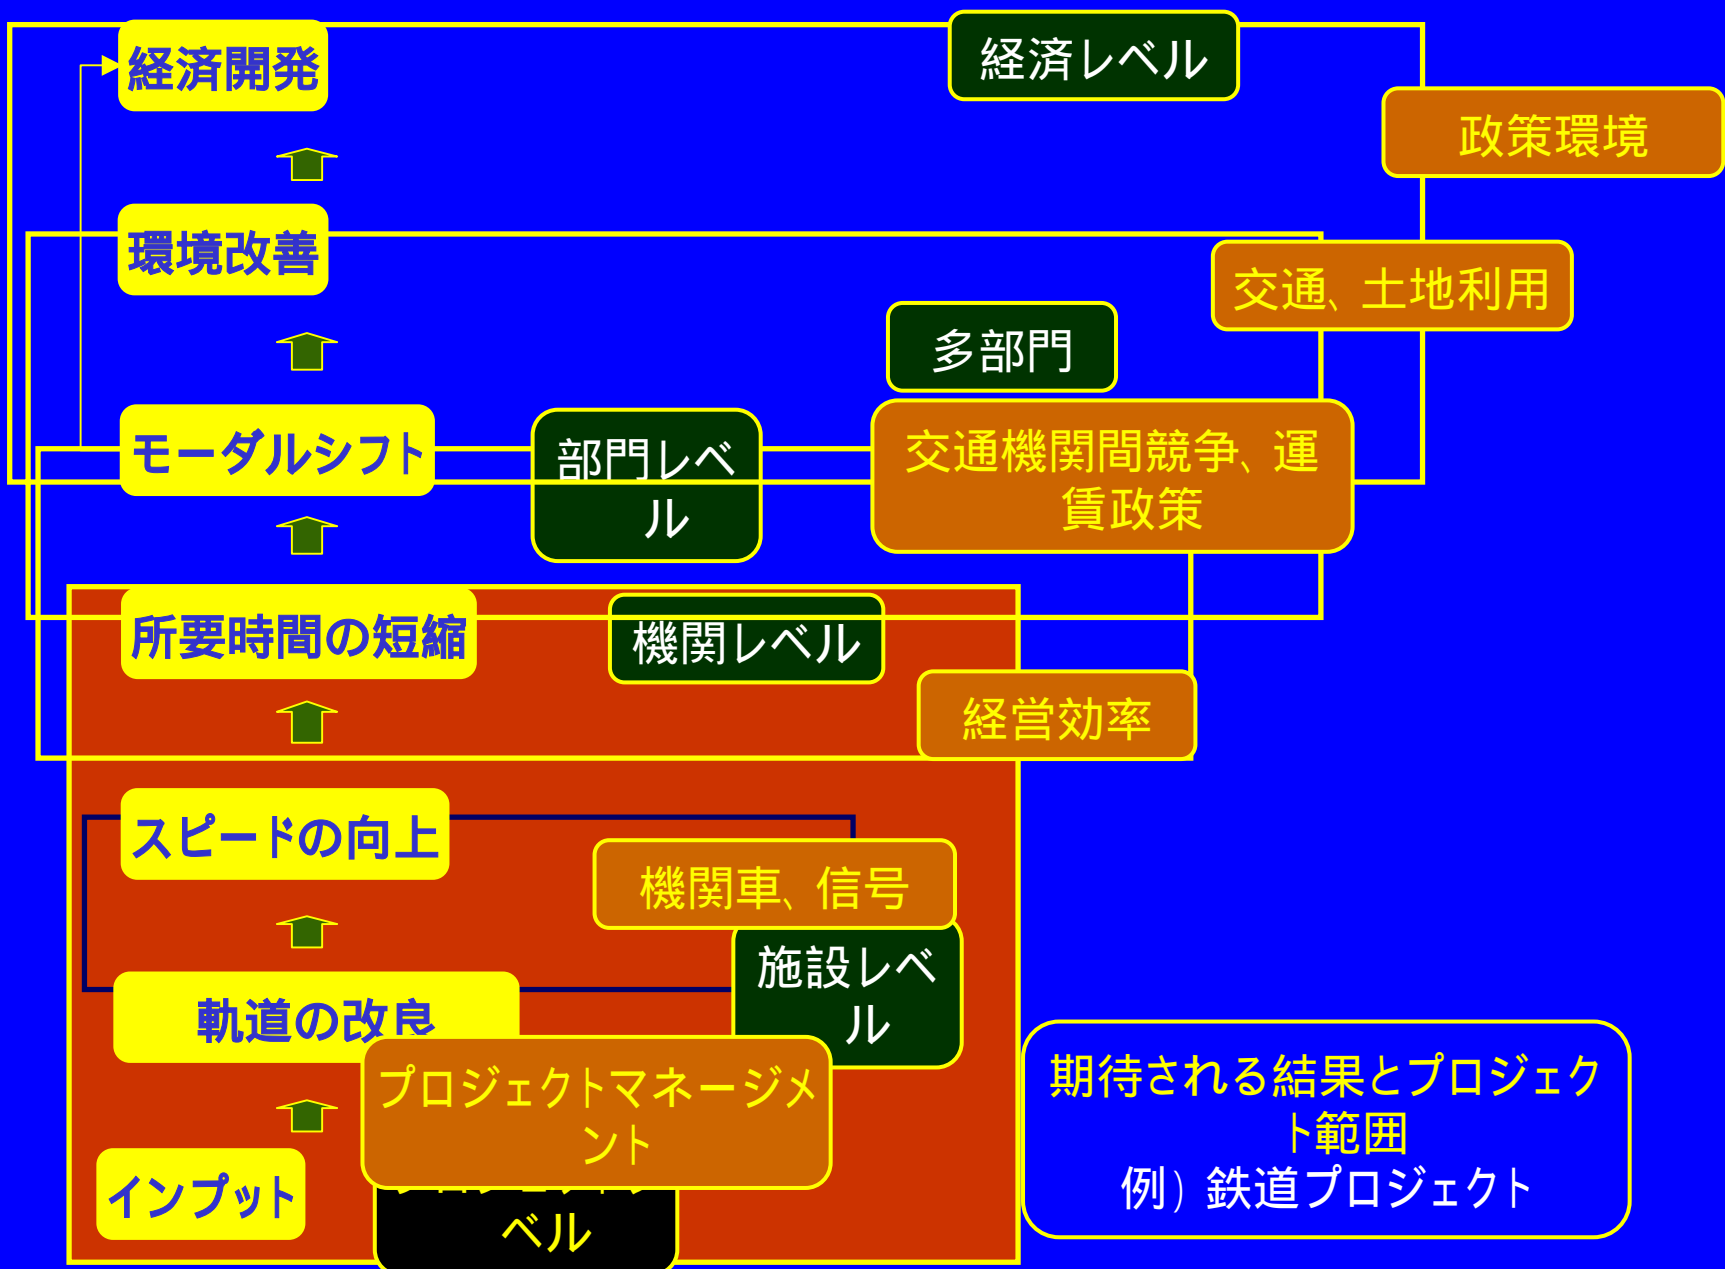 経済開発
経済レベル
政策環境
環境改善
交通、土地利用
多部門
モーダルシフト
部門レベ
ル
交通機関間競争、運
賃政策
所要時間の短縮
機関レベル
経営効率
スピードの向上
機関車、信号
施設レベ
ル
軌道の改良
プロジェクトマネージメ
ント
インプット
ベル
期待される結果とプロジェク
ト範囲
例）鉄道プロジェクト